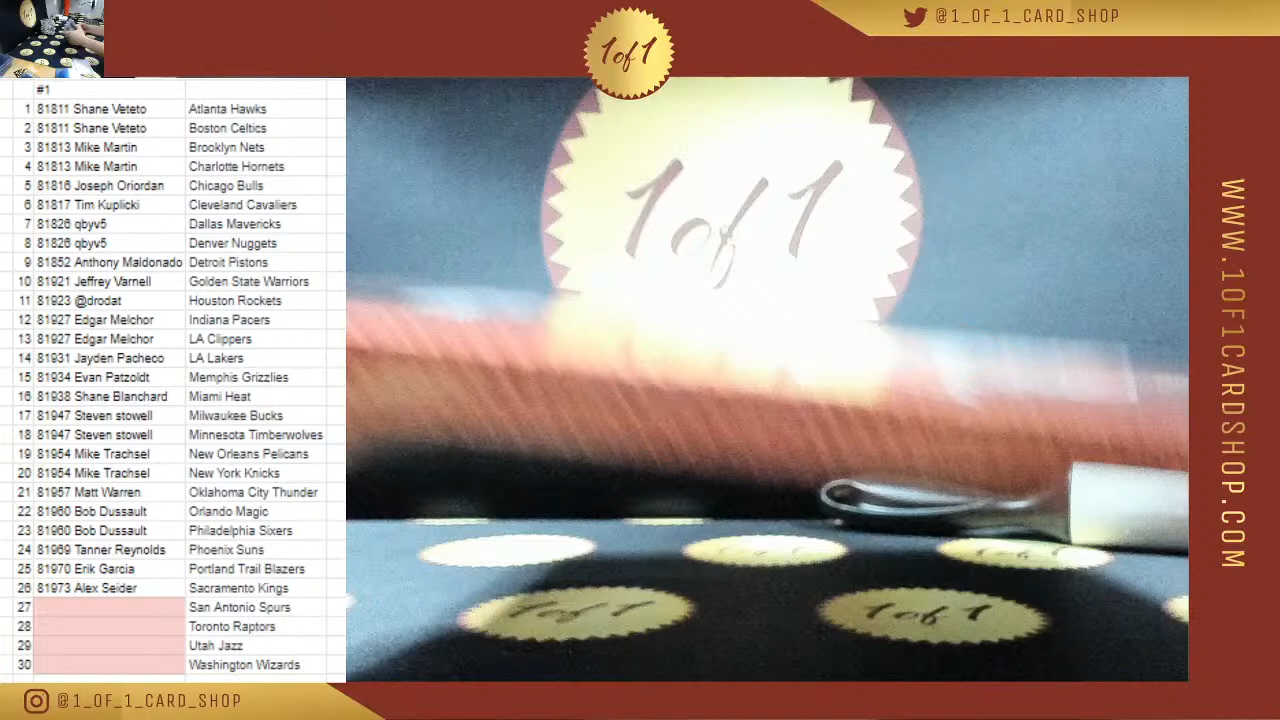 @1_OF_1_CARD_SHOP
1of1
#1
1 81811 Shane Veteto Atlanta Hawks
2 81811 Shane Veteto Boston Celtics
3 81813 Mike Martin Brooklyn Nets
4 81813 Mike Martin Charlotte Hornets
5 81816 Joseph Oriordan Chicago Bulls
6 81817 Tim Kuplicki Cleveland Cavaliers
7 81826 qbyv5 Dallas Mavericks
8 81826 qbyv5 Denver Nuggets
9 81852 Anthony Maldonado Detroit Pistons
10 81921 Jeffrey Varnell Golden State Warriors
11 81923 @drodat Houston Rockets
12 81927 Edgar Melchor Indiana Pacers
13 81927 Edgar Melchor LA Clippers
14 81931 Jayden Pacheco LA Lakers
15 81934 Evan Patzoldt Memphis Grizzlies
16 81938 Shane Blanchard Miami Heat
17 81947 Steven stowell Milwaukee Bucks
18 81947 Steven stowell Minnesota Timberwolves
19 81954 Mike Trachsel New Orleans Pelicans
20 81954 Mike Trachsel New York Knicks
21 81957 Matt Warren Oklahoma City Thunder
22 81960 Bob Dussault Orlando Magic
23 81960 Bob Dussault Philadelphia Sixers
24 81969 Tanner Reynolds Phoenix Suns
25 81970 Erik Garcia Portland Trail Blazers
26 81973 Alex Seider Sacramento Kings
27 San Antonio Spurs
28 Toronto Raptors
29 Utah Jazz
30 Washington Wizards
1of1
1of1
1of1
1of1
WWW.1OF1CARDSHOP.COM
@1_OF_1_CARD_SHOP